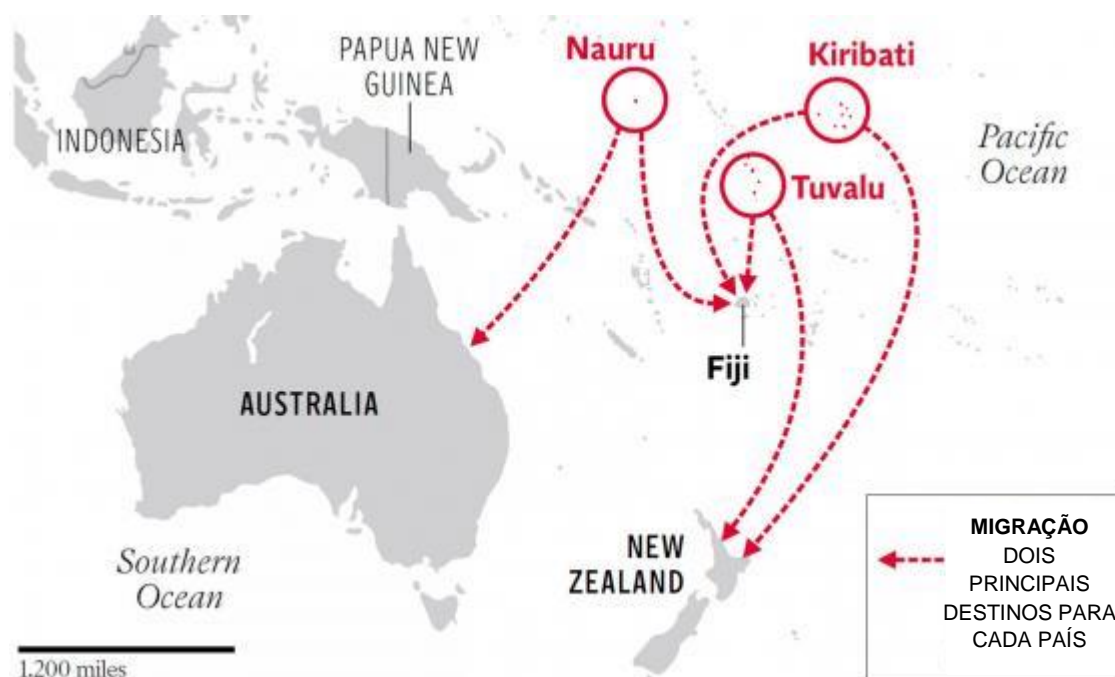 PAPUA NEW
GUINEA
Nauru
Kiribati
INDONESIA
Pacific
Ocean
Tuvalu
Fiji
AUSTRALIA
Southern
Ocean
NEW
ZEALAND
MIGRAÇÃO
DOIS
PRINCIPAIS
DESTINOS PARA
CADA PAÍS
1,200 miles